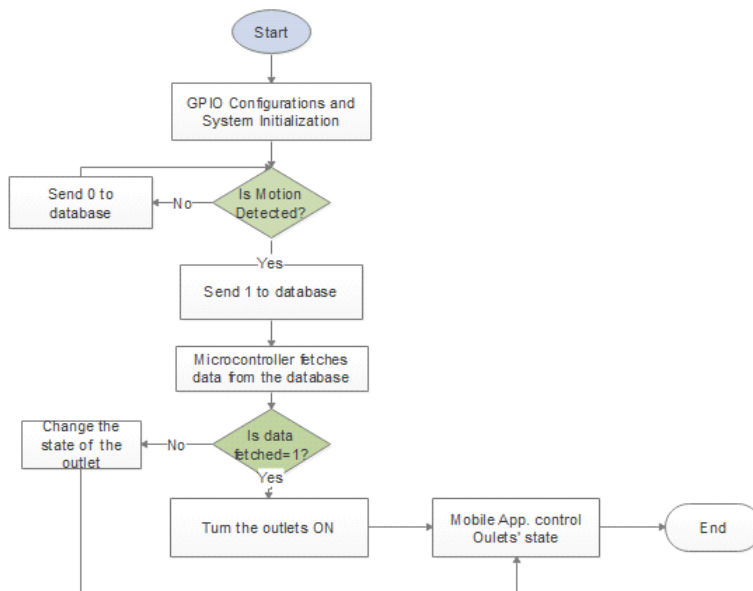 Start
GPIO Configurations and
System Initialization
Send 0 to
database
No
Is Motion
Detected?
Yes
Send 1 to database
Microcontroller fetches
data from the database
Change the
state of the
outlet
No
Is data
fetched=1?
Yes
Turn the outlets ON
Mobile App. control
Oulets' state
End